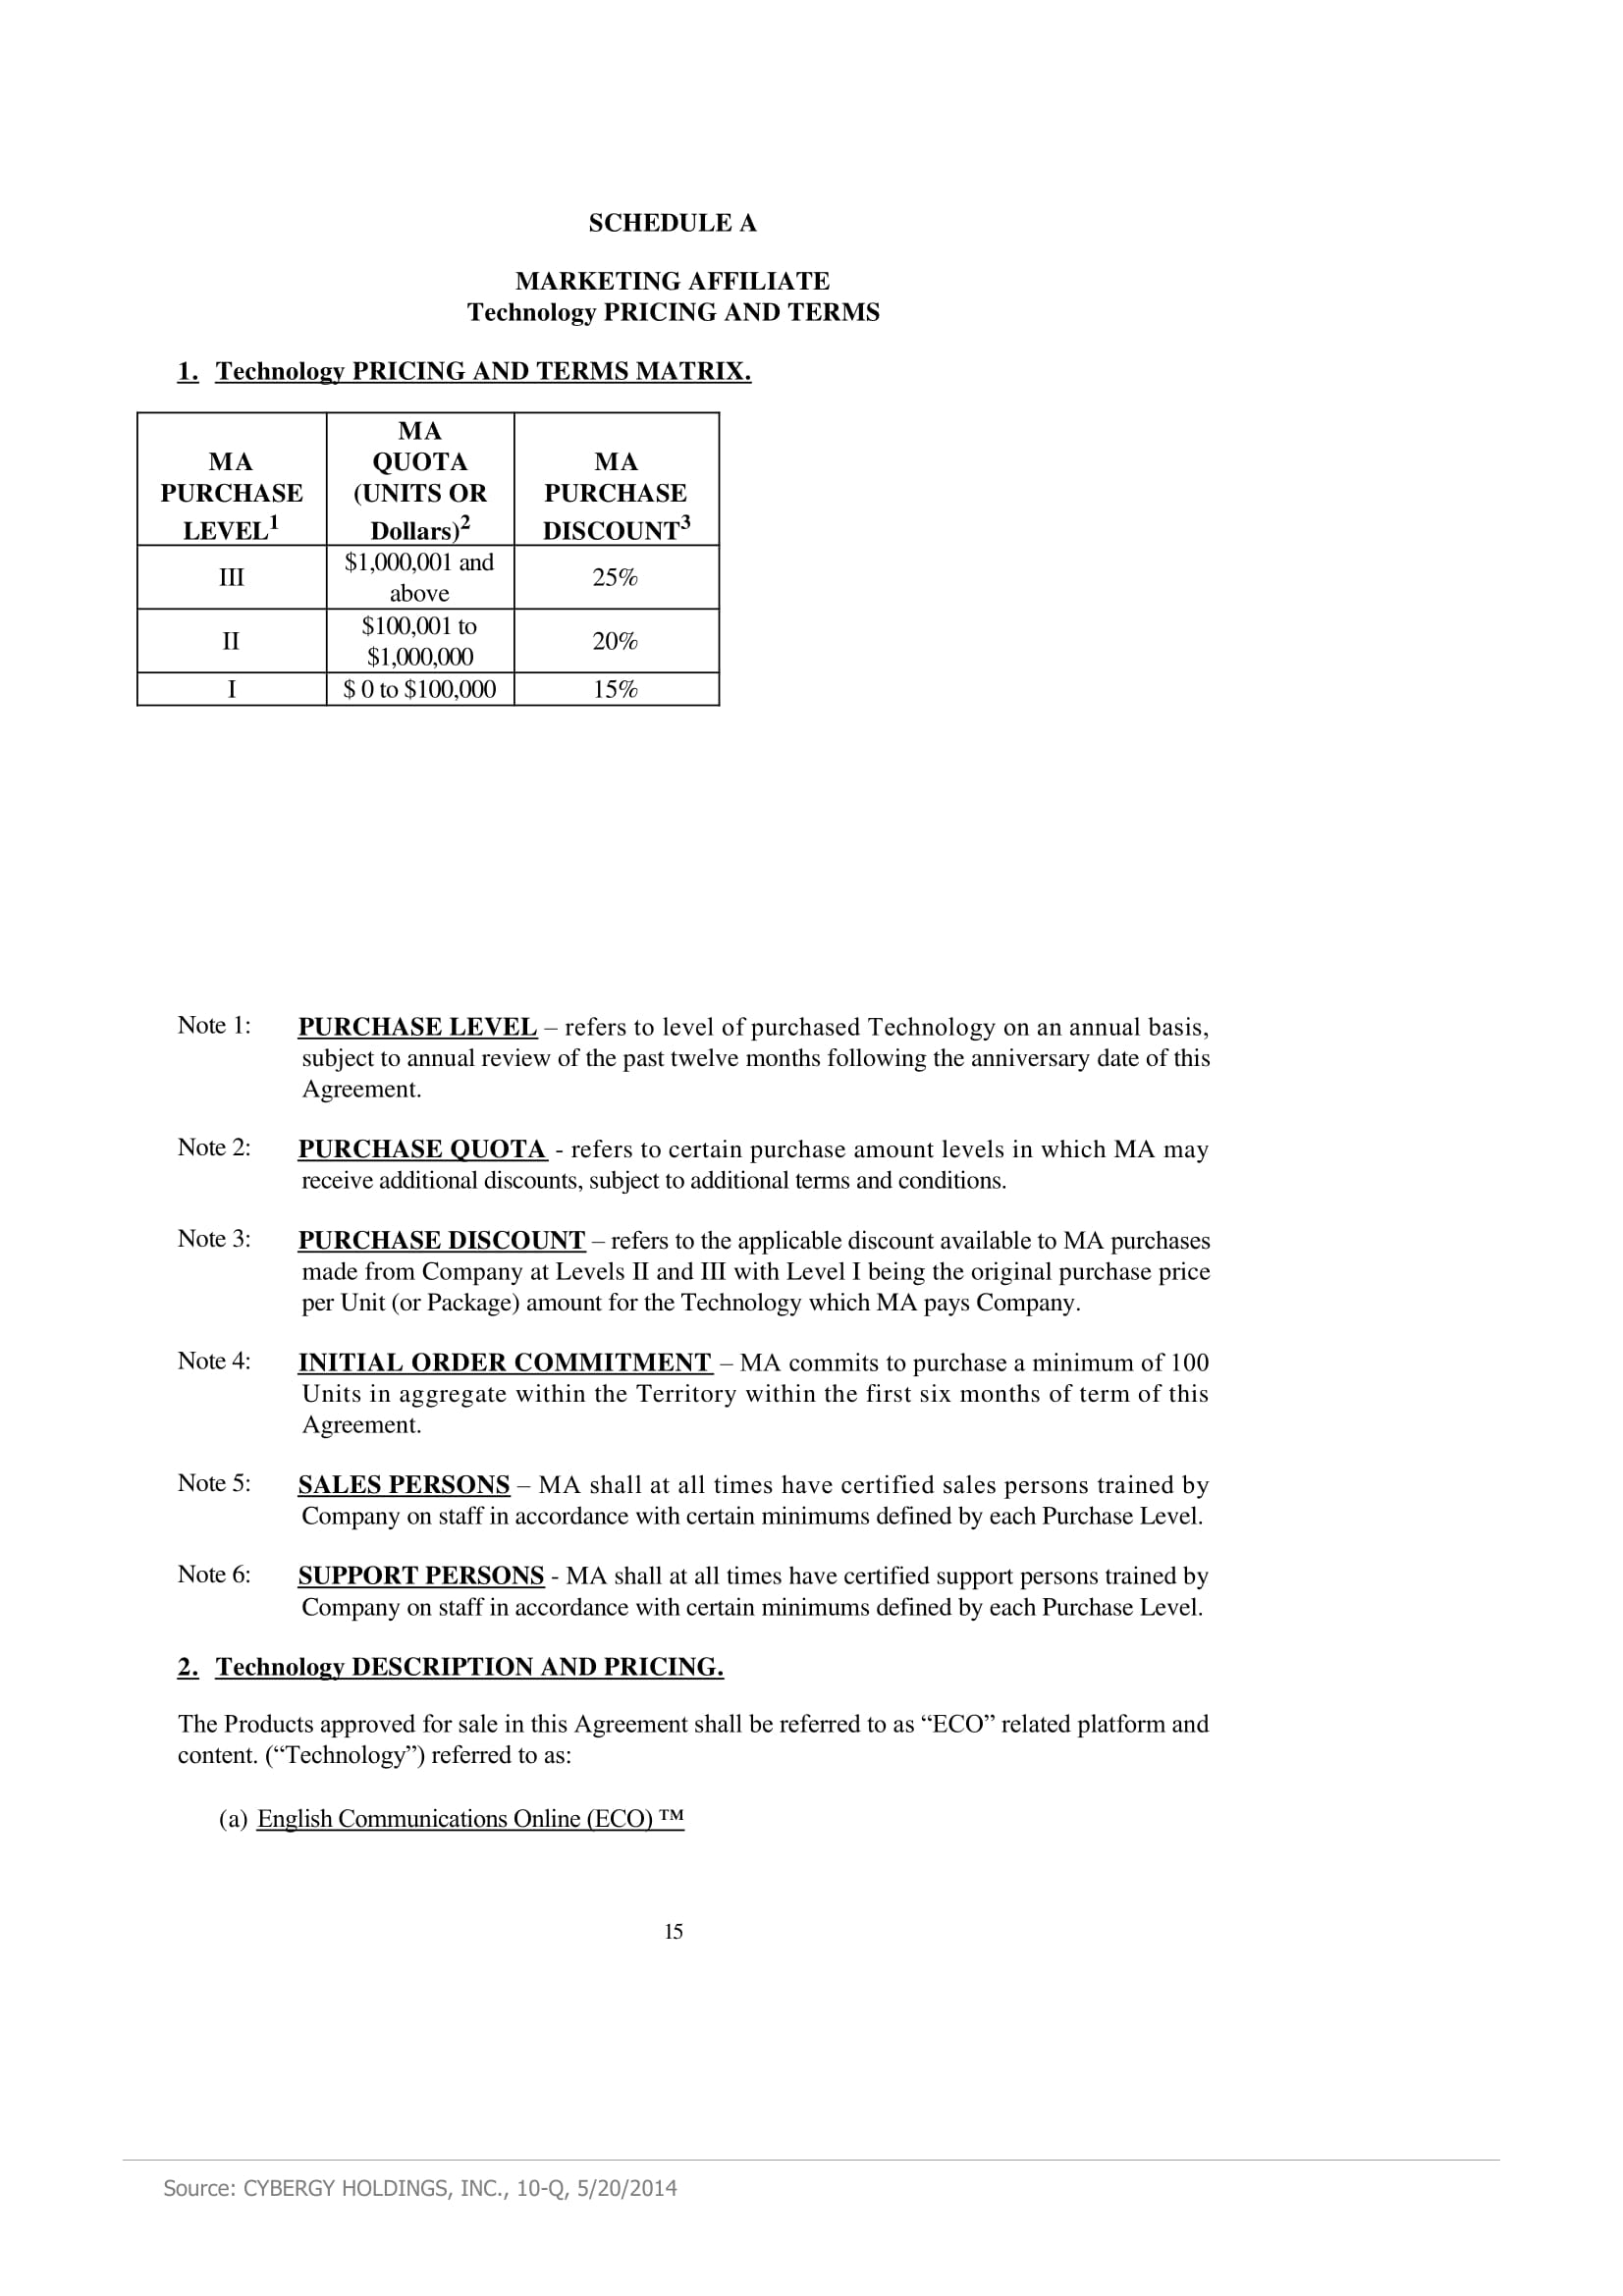 SCHEDULE A
MARKETING AFFILIATE
Technology PRICING AND TERMS
1. Technology PRICING AND TERMS MATRIX.
MA PURCHASE LEVEL1
MA QUOTA (UNITS OR Dollars)2
MA PURCHASE DISCOUNT3
III
$1,000,001 and above
25%
II
$100,001 to $1,000,000
20%
I
$ 0 to $100,000
15%
Note 1: PURCHASE LEVEL – refers to level of purchased Technology on an annual basis,
subject to annual review of the past twelve months following the anniversary date of this
Agreement.
Note 2: PURCHASE QUOTA - refers to certain purchase amount levels in which MA may
receive additional discounts, subject to additional terms and conditions.
Note 3: PURCHASE DISCOUNT – refers to the applicable discount available to MA purchases
made from Company at Levels II and III with Level I being the original purchase price
per Unit (or Package) amount for the Technology which MA pays Company.
Note 4: INITIAL ORDER COMMITMENT – MA commits to purchase a minimum of 100
Units in aggregate within the Territory within the first six months of term of this
Agreement.
Note 5: SALES PERSONS – MA shall at all times have certified sales persons trained by
Company on staff in accordance with certain minimums defined by each Purchase Level.
Note 6: SUPPORT PERSONS - MA shall at all times have certified support persons trained by
Company on staff in accordance with certain minimums defined by each Purchase Level.
2. Technology DESCRIPTION AND PRICING.
The Products approved for sale in this Agreement shall be referred to as “ECO” related platform and
content. (“Technology”) referred to as:
(a) English Communications Online (ECO) ™
15
Source: CYBERGY HOLDINGS, INC., 10-Q, 5/20/2014